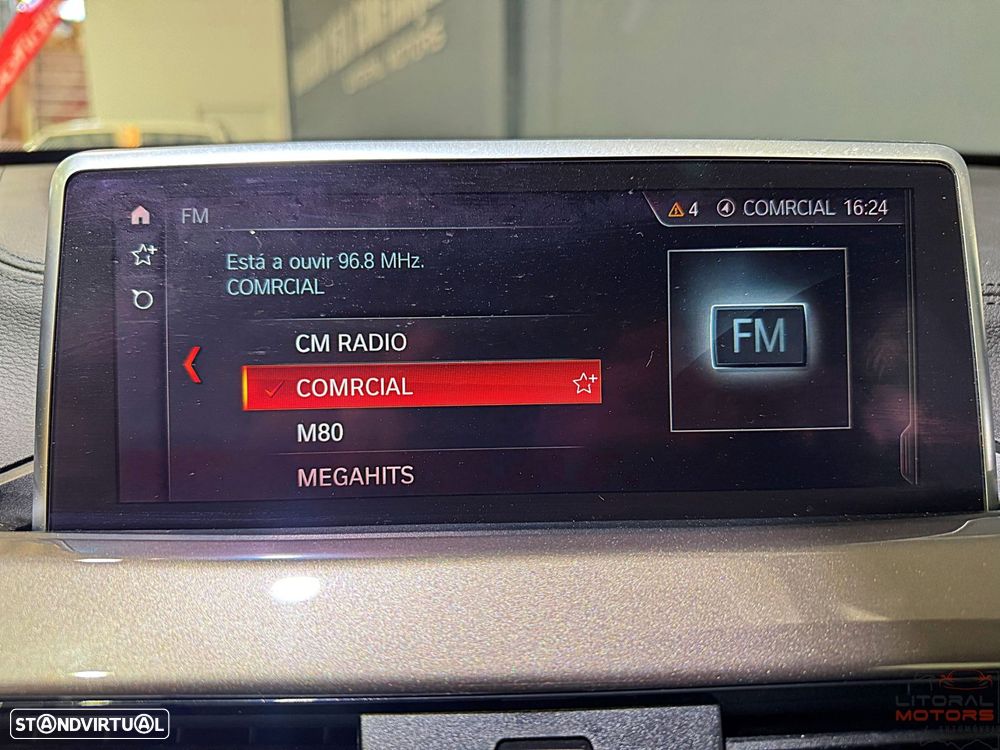 FM
4 COMRCIAL 16:24
Está a ouvir 96.8 MHz.
COMRCIAL
CM RADIO
COMRCIAL
M80
MEGAHITS
FM
STANDVIRTUAL
LITORAL
MOTORS